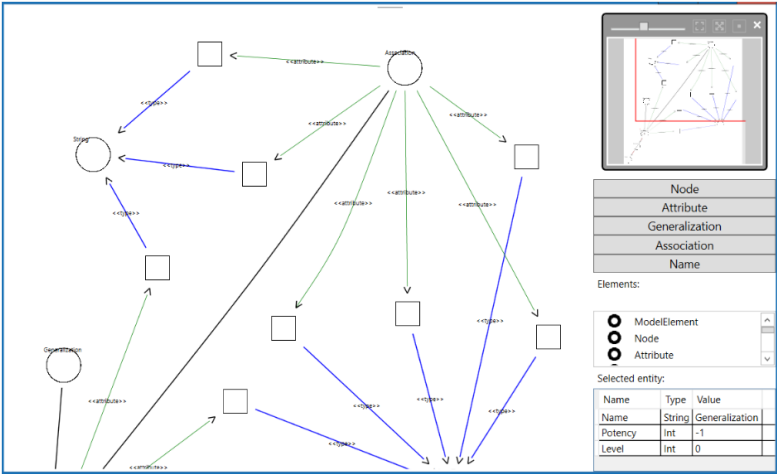 Association
<<attribute>>
<<type>>
<<attribute>>
<<attribute>>
String
<<type>>
<<attribute>>
<<attribute>>
<<attribute>>
<<type>>
<<type>>
Generalization
<<attribute>>
<<type>>
<<type>>
<<type>>
<<type>>
<<attribute>>
Node
Attribute
Generalization
Association
Name
Elements:
ModelElement
Node
Attribute
Selected entity:
Name Type Value
Name String Generalization
Potency Int -1
Level Int 0